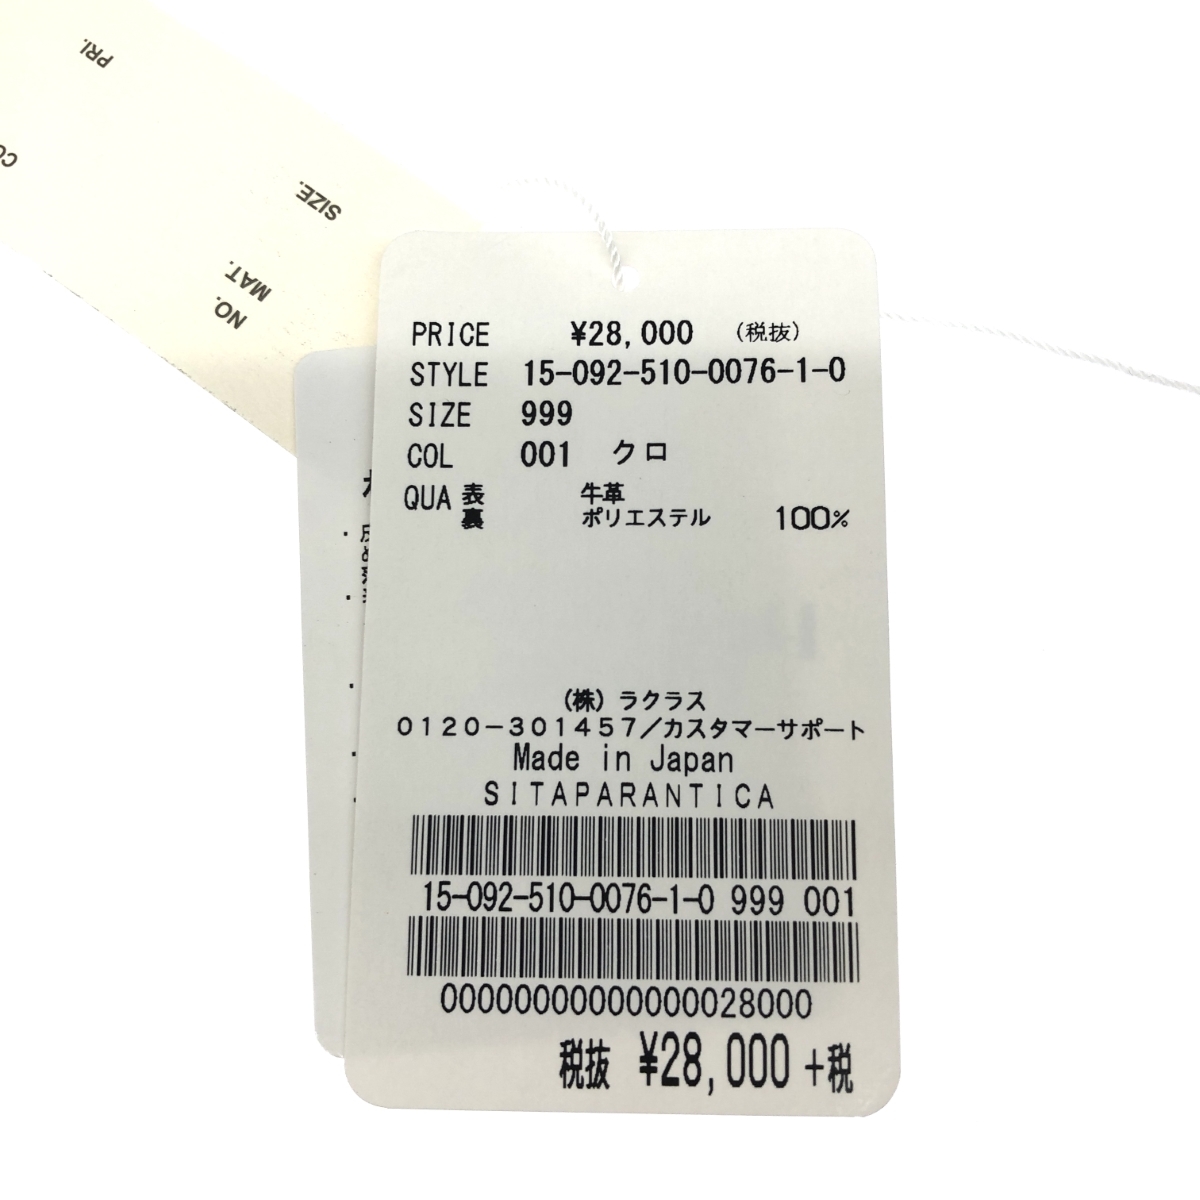 PRI.
SIZE.
MAT.
NO.
PRICE ¥28,000 (税抜)
STYLE 15-092-510-0076-1-0
SIZE 999
COL 001 クロ
QUA 表 牛革
裏 ポリエステル 100%
(株)ラクラス
0120-301457/カスタマーサポート
Made in Japan
SITAPARANTICA
15-092-510-0076-1-0 999 001
00000000000000028000
税抜 ¥28,000 +税